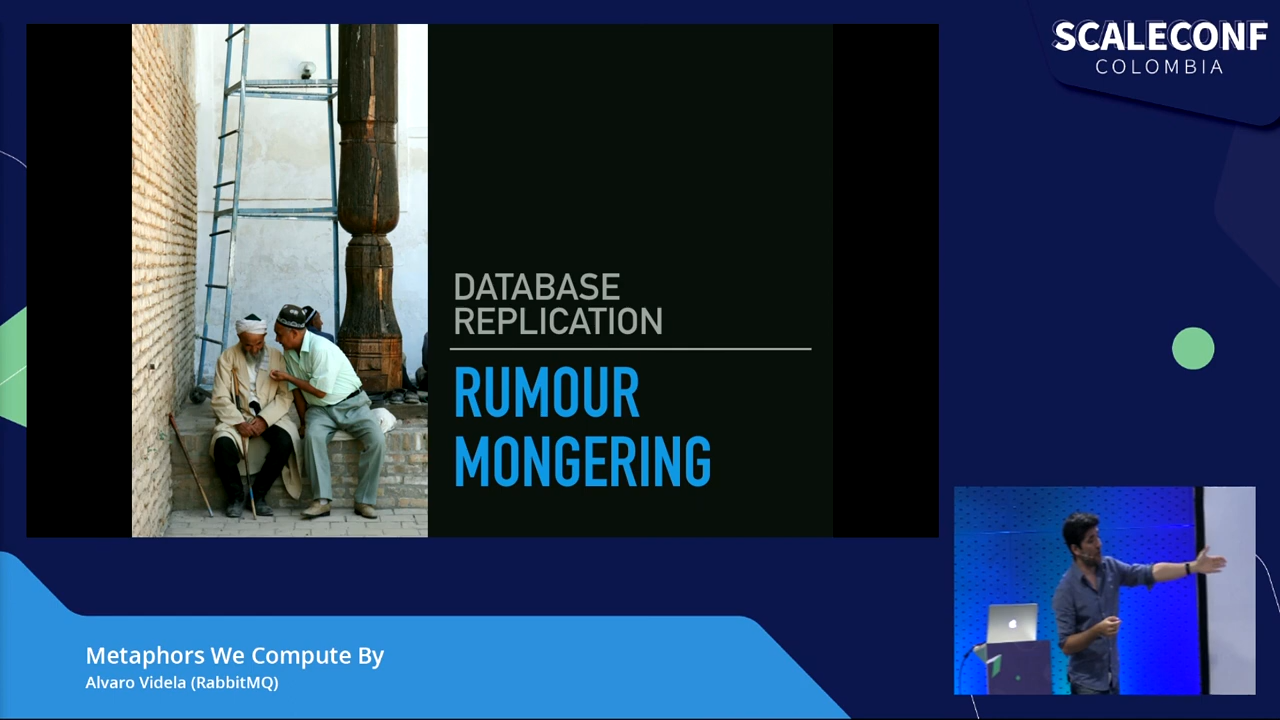 SCALECONF
COLOMBIA
DATABASE
REPLICATION
RUMOUR
MONGERING
Metaphors We Compute By
Alvaro Videla (RabbitMQ)